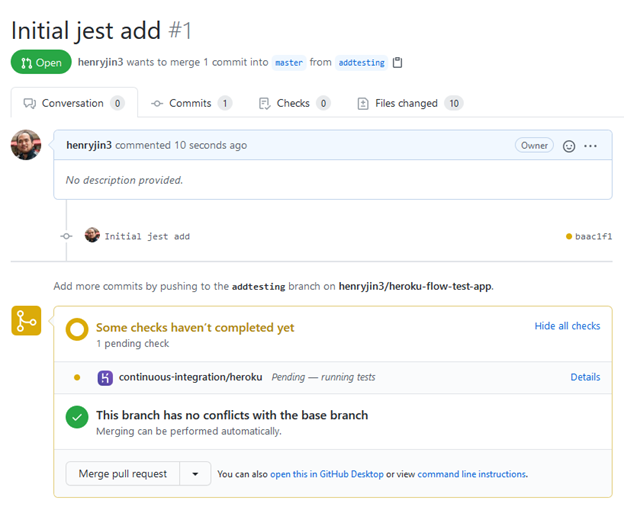 Initial jest add #1
Open henryjin3 wants to merge 1 commit into master from addtesting
Conversation 0 Commits 1 Checks 0 Files changed 10
henryjin3 commented 10 seconds ago Owner
No description provided.
Initial jest add baac1f1
Add more commits by pushing to the addtesting branch on henryjin3/heroku-flow-test-app.
Some checks haven't completed yet Hide all checks
1 pending check
continuous-integration/heroku Pending — running tests Details
This branch has no conflicts with the base branch
Merging can be performed automatically.
Merge pull request You can also open this in GitHub Desktop or view command line instructions.